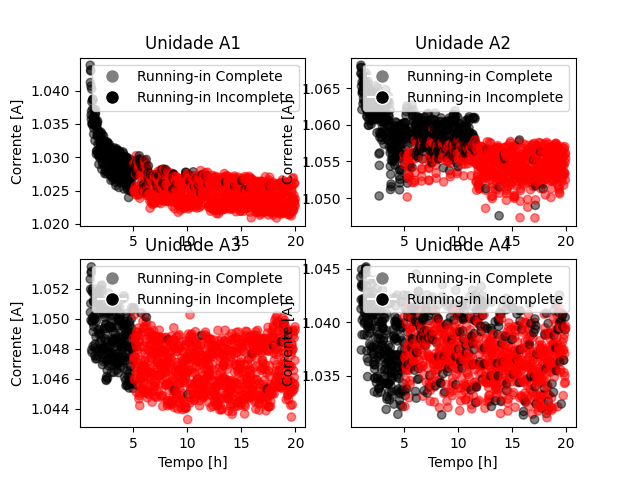 Unidade A1
Unidade A2
Running-in Complete
Running-in Incomplete
Corrente [A]
1.040
1.035
1.030
1.025
1.020
5
10
15
20
Running-in Complete
Running-in Incomplete
Corrente [A]
1.065
1.060
1.055
1.050
5
10
15
20
Unidade A3
Unidade A4
Running-in Complete
Running-in Incomplete
Corrente [A]
1.052
1.050
1.048
1.046
1.044
5
10
15
20
Tempo [h]
Running-in Complete
Running-in Incomplete
Corrente [A]
1.045
1.040
1.035
5
10
15
20
Tempo [h]